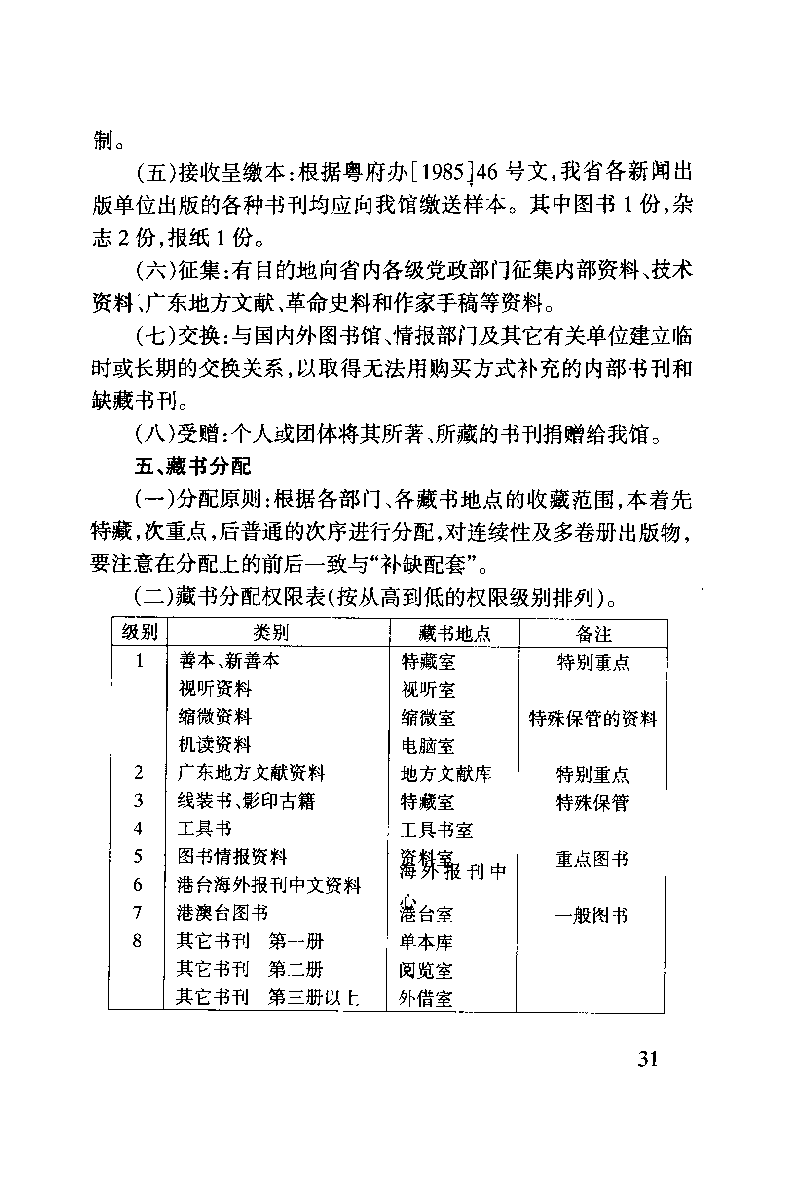 制。
(五)接收呈缴本:根据粤府办[1985]46 号文,我省各新闻出
版单位出版的各种书刊均应向我馆缴送样本。其中图书 1 份,杂
志 2 份,报纸 1 份。
(六)征集:有目的地向省内各级党政部门征集内部资料、技术
资料、广东地方文献、革命史料和作家手稿等资料。
(七)交换:与国内外图书馆、情报部门及其它有关单位建立临
时或长期的交换关系,以取得无法用购买方式补充的内部书刊和
缺藏书刊。
(八)受赠:个人或团体将其所著、所藏的书刊捐赠给我馆。
五、藏书分配
(一)分配原则:根据各部门、各藏书地点的收藏范围,本着先
特藏,次重点,后普通的次序进行分配,对连续性及多卷册出版物,
要注意在分配上的前后一致与“补缺配套”。
(二)藏书分配权限表(按从高到低的权限级别排列)。
级别 类别 藏书地点 备注
1 善本、新善本 特藏室 特别重点
视听资料 视听室
缩微资料 缩微室 特殊保管的资料
机读资料 电脑室
2 广东地方文献资料 地方文献库 特别重点
3 线装书、影印古籍 特藏室 特殊保管
4 工具书 工具书室
5 图书情报资料 资料室 重点图书
6 港台海外报刊中文资料 海外报刊中心
7 港澳台图书 港台室 一般图书
8 其它书刊 第一册 单本库
其它书刊 第二册 阅览室
其它书刊 第三册以上 外借室
31